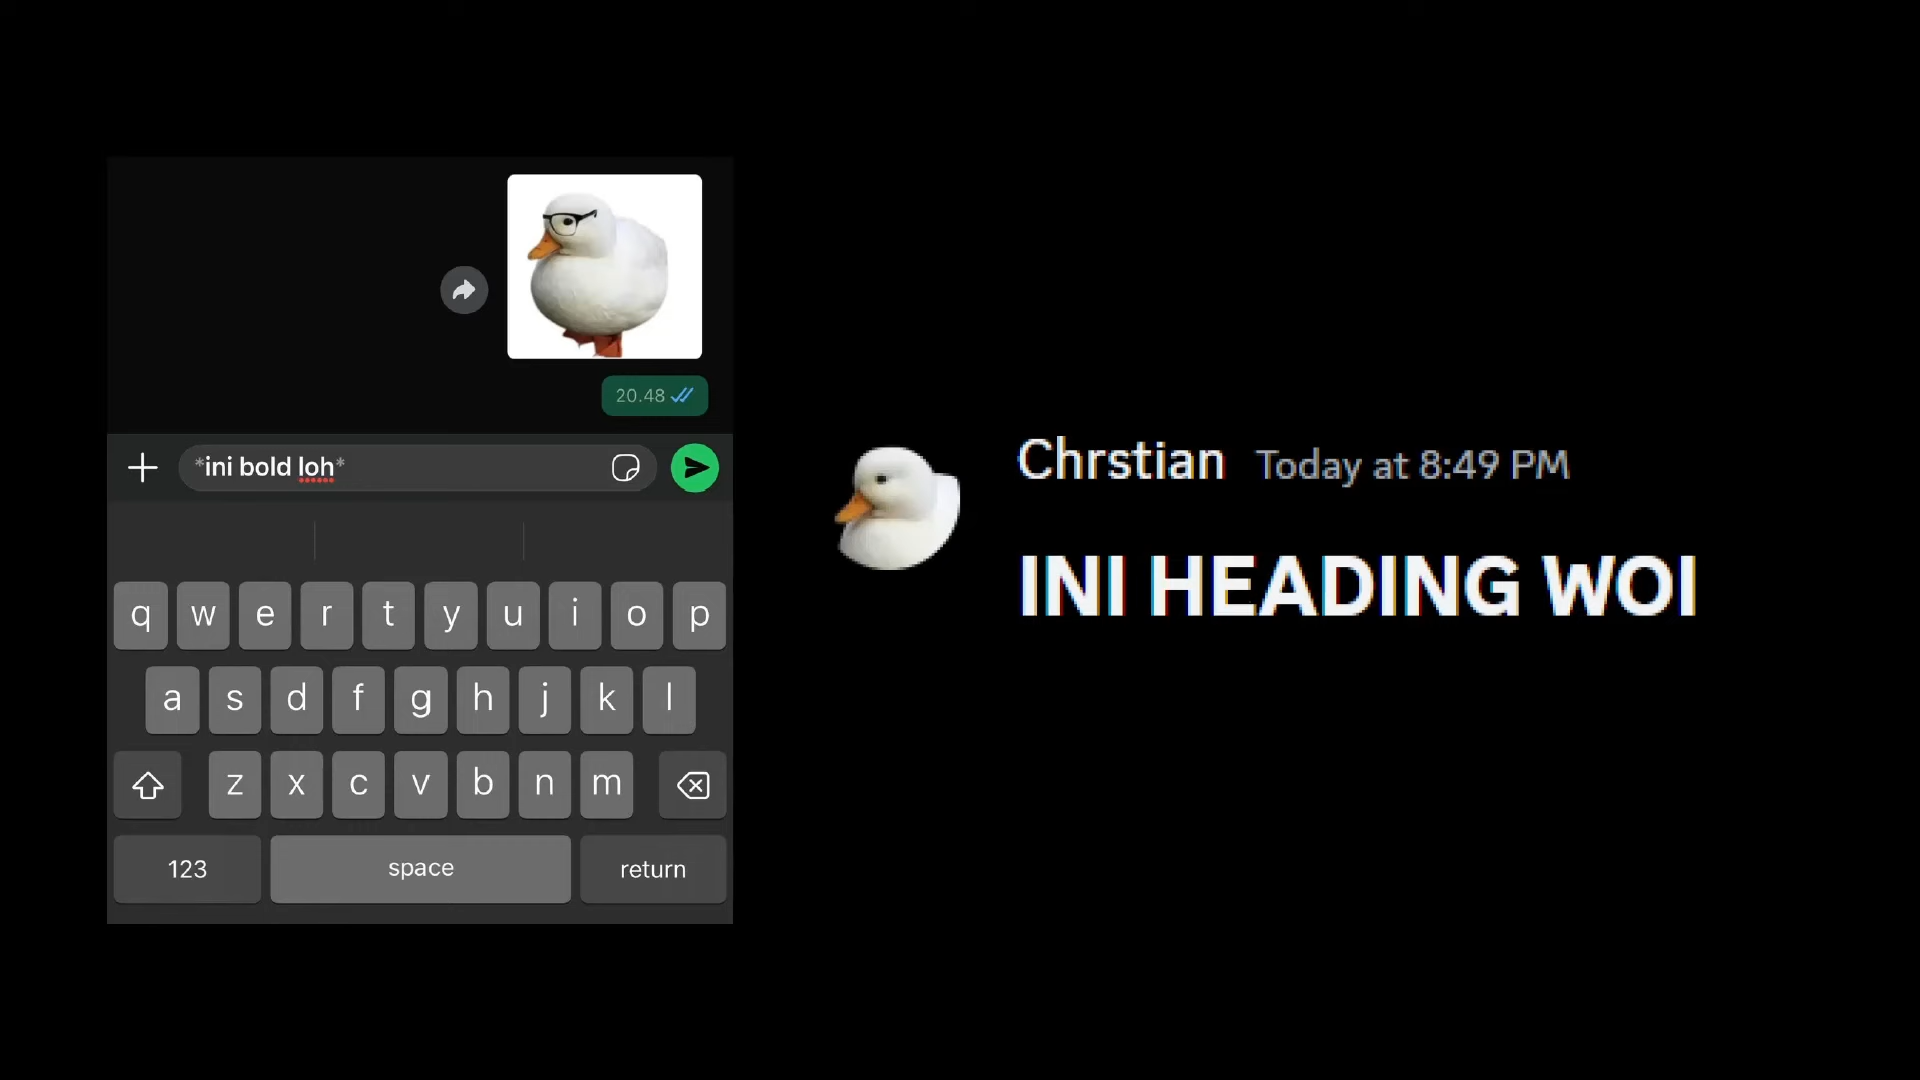 20.48
*ini bold loh*
q w e r t y u i o p
a s d f g h j k l
z x c v b n m
123 space return
Chrstian Today at 8:49 PM
INI HEADING WOI